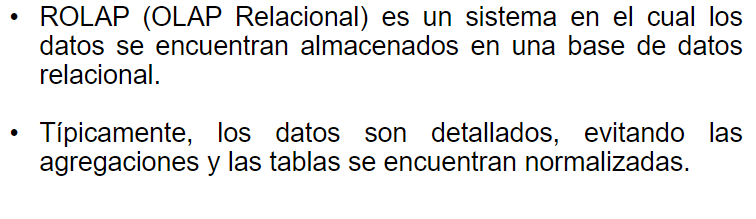 • ROLAP (OLAP Relacional) es un sistema en el cual los
datos se encuentran almacenados en una base de datos
relacional.
• Típicamente, los datos son detallados, evitando las
agregaciones y las tablas se encuentran normalizadas.